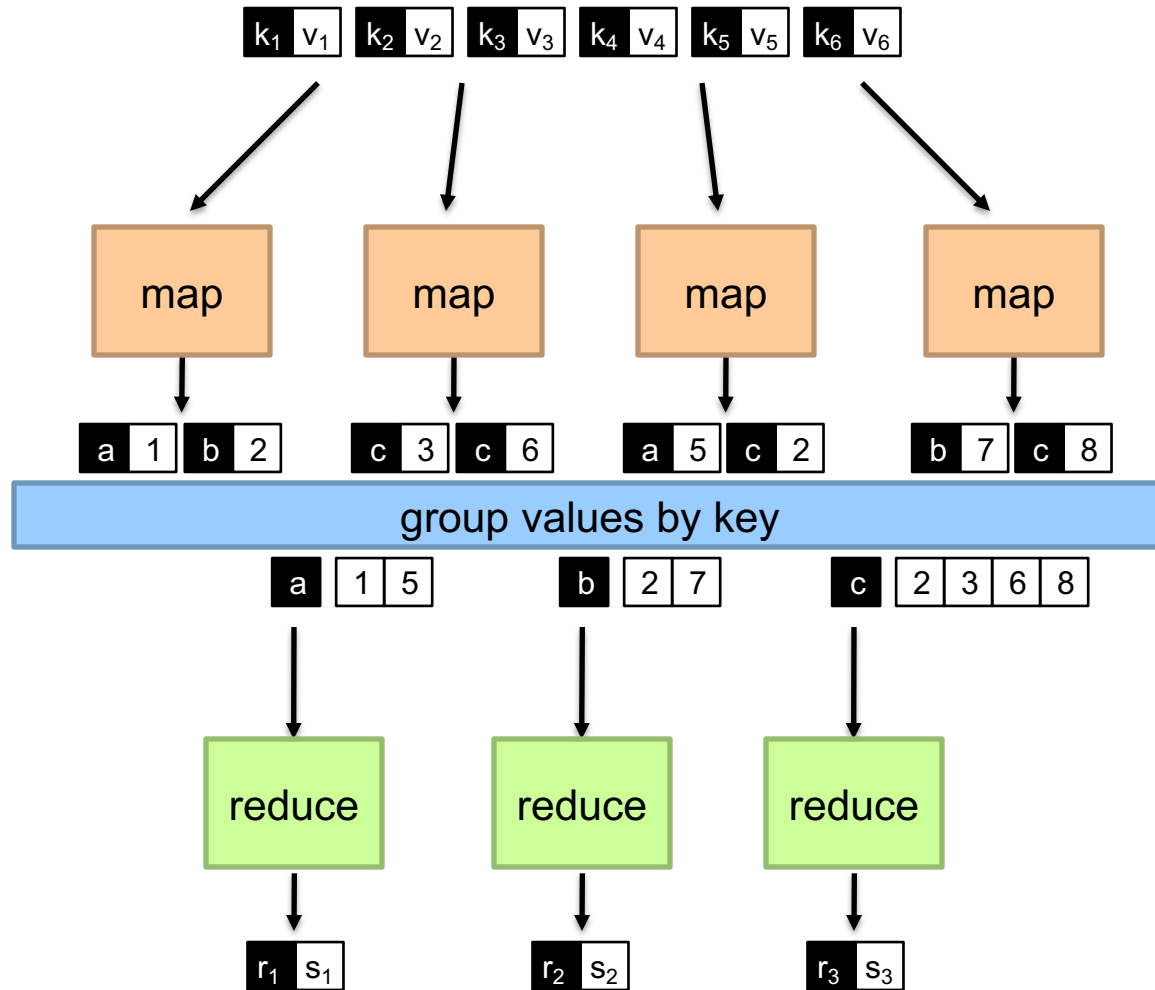 k₁ v₁ k₂ v₂ k₃ v₃ k₄ v₄ k₅ v₅ k₆ v₆
map map map map
a 1 b 2 c 3 c 6 a 5 c 2 b 7 c 8
group values by key
a 1 5 b 2 7 c 2 3 6 8
reduce reduce reduce
r₁ s₁ r₂ s₂ r₃ s₃